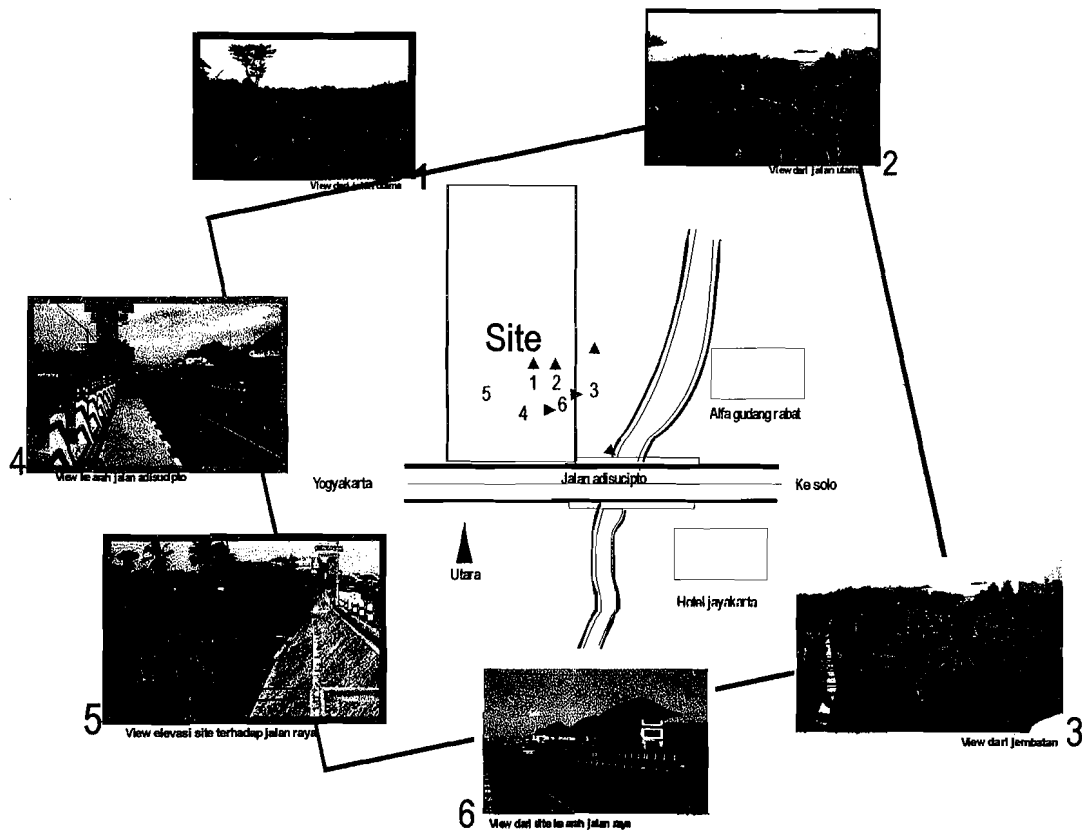 View dari jalan utama
1
View dari jalan utama
2
Site
1
2
3
5
4
6
Alfa gudang rabat
4
View ke arah jalan adisucipto
Yogyakarta
Jalan adisucipto
Ke solo
Utara
Hotel jayakarta
5
View elevasi site terhadap jalan raya
View dari jembatan
3
6
View dari site ke arah jalan raya